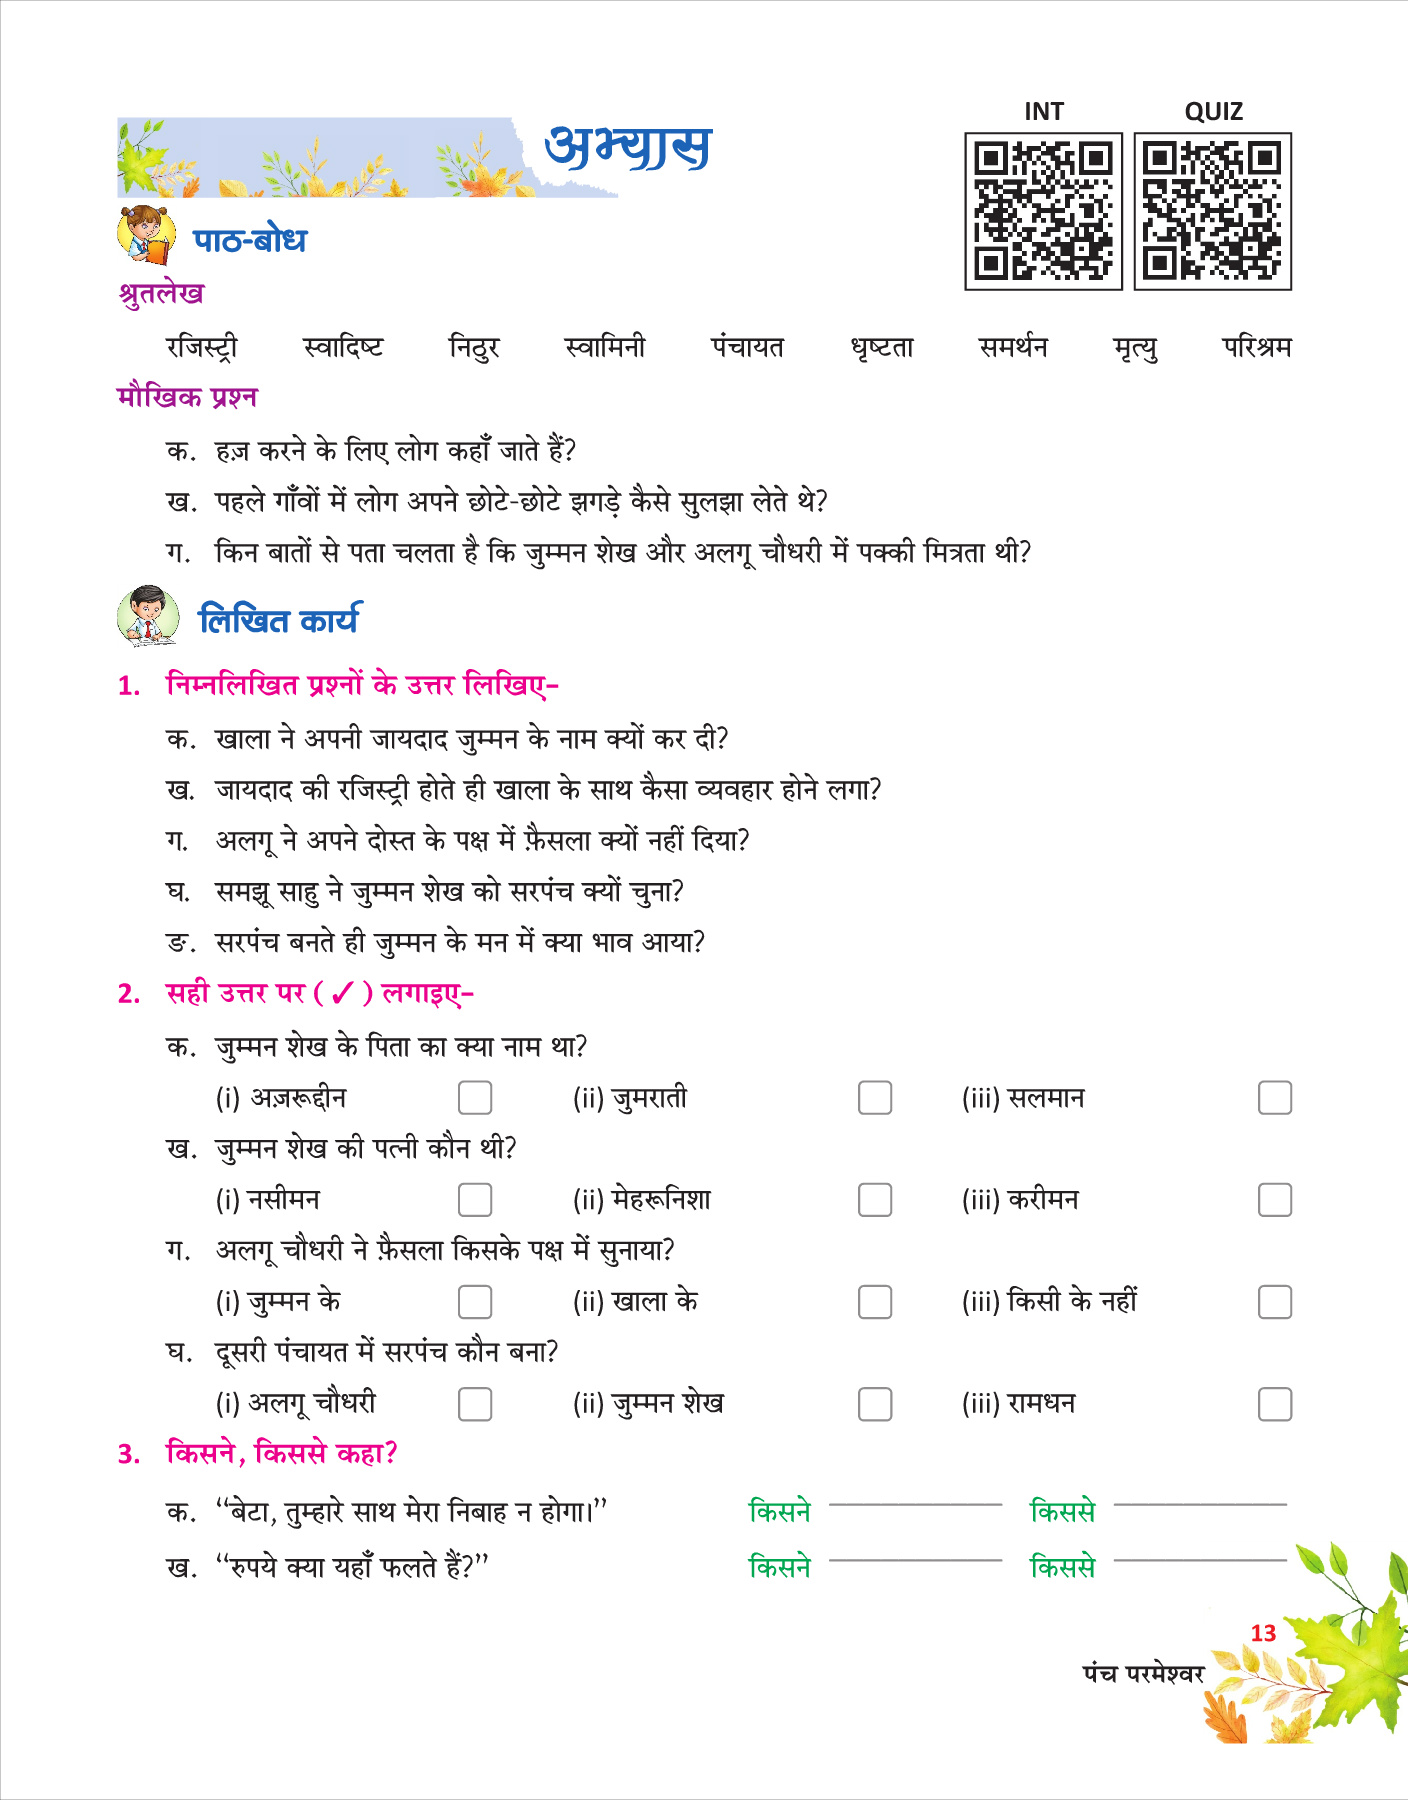 INT QUIZ
अभ्यास
पाठ-बोध
श्रुतलेख
रजिस्ट्री स्वादिष्ट निठुर स्वामिनी पंचायत धृष्टता समर्थन मृत्यु परिश्रम
मौखिक प्रश्न
क. हज़ करने के लिए लोग कहाँ जाते हैं?
ख. पहले गाँवों में लोग अपने छोटे-छोटे झगड़े कैसे सुलझा लेते थे?
ग. किन बातों से पता चलता है कि जुम्मन शेख और अलगू चौधरी में पक्की मित्रता थी?
लिखित कार्य
1. निम्नलिखित प्रश्नों के उत्तर लिखिए–
क. खाला ने अपनी जायदाद जुम्मन के नाम क्यों कर दी?
ख. जायदाद की रजिस्ट्री होते ही खाला के साथ कैसा व्यवहार होने लगा?
ग. अलगू ने अपने दोस्त के पक्ष में फ़ैसला क्यों नहीं दिया?
घ. समझू साहु ने जुम्मन शेख को सरपंच क्यों चुना?
ङ. सरपंच बनते ही जुम्मन के मन में क्या भाव आया?
2. सही उत्तर पर (✓) लगाइए–
क. जुम्मन शेख के पिता का क्या नाम था?
(i) अज़रूद्दीन (ii) जुमराती (iii) सलमान
ख. जुम्मन शेख की पत्नी कौन थी?
(i) नसीमन (ii) मेहरूनिशा (iii) करीमन
ग. अलगू चौधरी ने फ़ैसला किसके पक्ष में सुनाया?
(i) जुम्मन के (ii) खाला के (iii) किसी के नहीं
घ. दूसरी पंचायत में सरपंच कौन बना?
(i) अलगू चौधरी (ii) जुम्मन शेख (iii) रामधन
3. किसने, किससे कहा?
क. “बेटा, तुम्हारे साथ मेरा निबाह न होगा।” किसने किससे
ख. “रुपये क्या यहाँ फलते हैं?” किसने किससे
13
पंच परमेश्वर